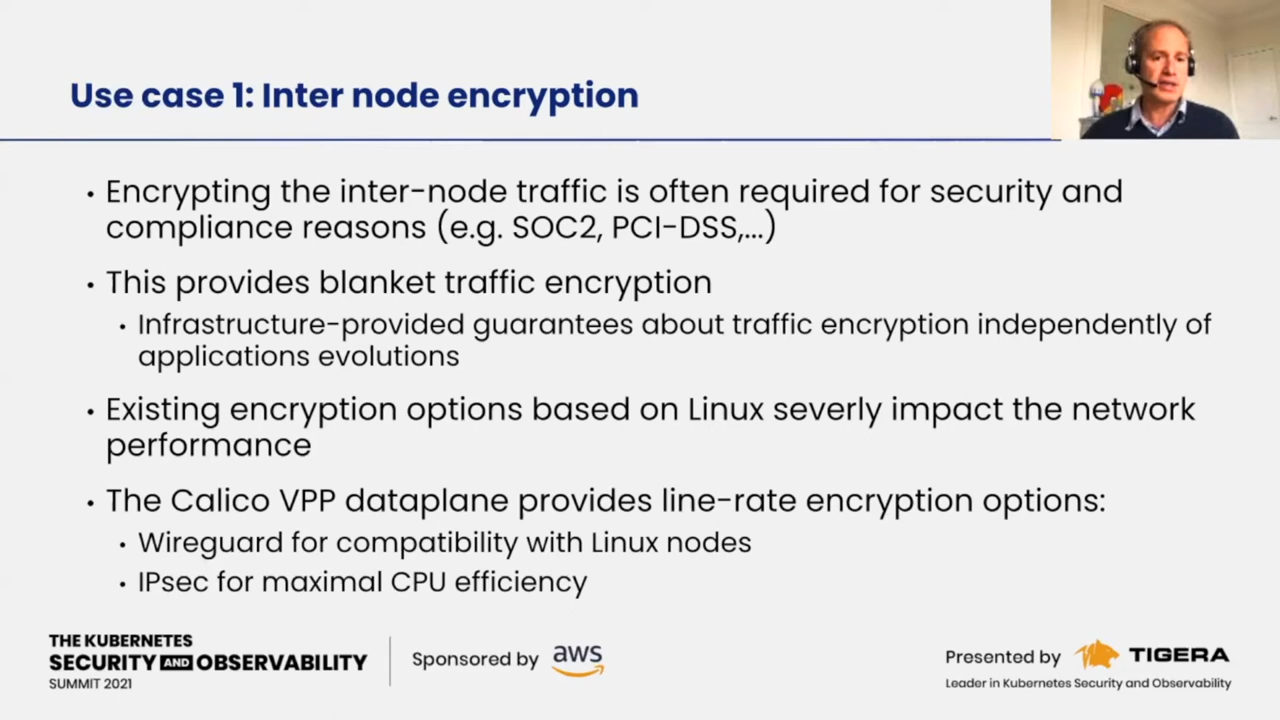 Use case 1: Inter node encryption
• Encrypting the inter-node traffic is often required for security and
compliance reasons (e.g. SOC2, PCI-DSS,...)
• This provides blanket traffic encryption
• Infrastructure-provided guarantees about traffic encryption independently of
applications evolutions
• Existing encryption options based on Linux severly impact the network
performance
• The Calico VPP dataplane provides line-rate encryption options:
• Wireguard for compatibility with Linux nodes
• IPsec for maximal CPU efficiency
THE KUBERNETES
SECURITY AND OBSERVABILITY
SUMMIT 2021
Sponsored by aws
Presented by TIGERA
Leader in Kubernetes Security and Observability